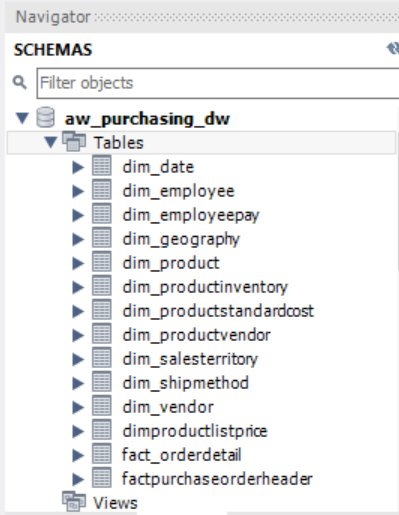 Navigator
SCHEMAS
Filter objects
aw_purchasing_dw
Tables
dim_date
dim_employee
dim_employeepay
dim_geography
dim_product
dim_productinventory
dim_productstandardcost
dim_productvendor
dim_salesterritory
dim_shipmethod
dim_vendor
dimproductlistprice
fact_orderdetail
factpurchaseorderheader
Views